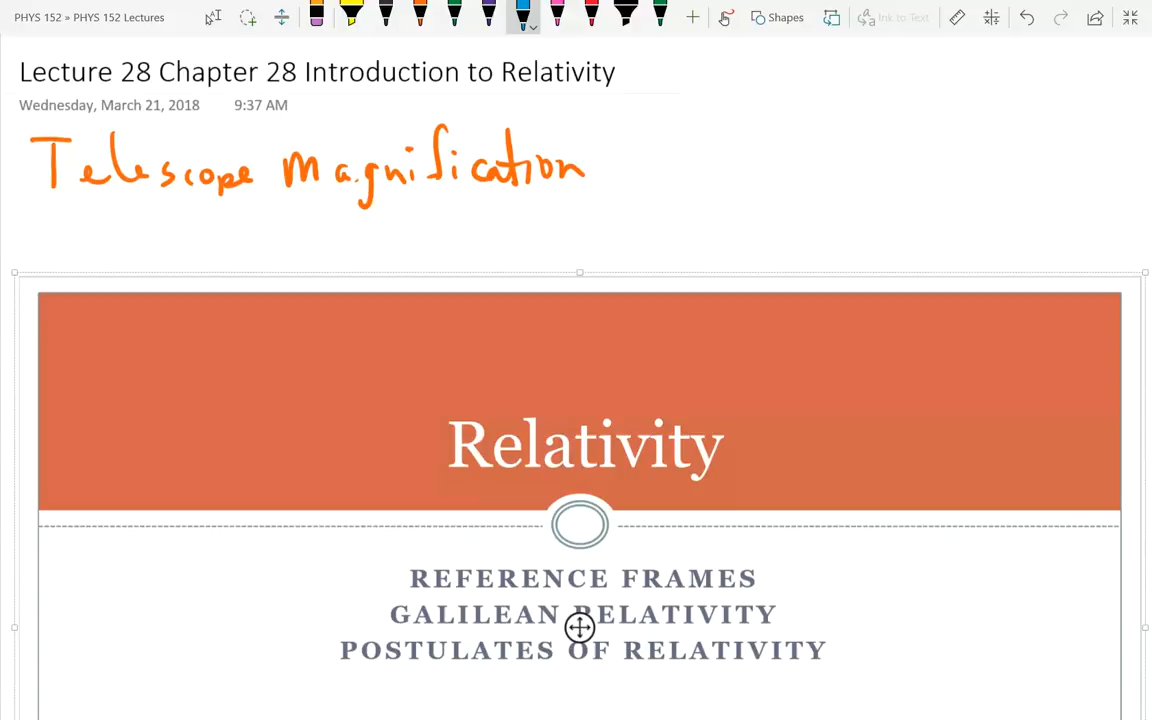 PHYS 152 » PHYS 152 Lectures
Shapes
Ink to Text
Lecture 28 Chapter 28 Introduction to Relativity
Wednesday, March 21, 2018 9:37 AM
Telescope Magnification
Relativity
REFERENCE FRAMES
GALILEAN RELATIVITY
POSTULATES OF RELATIVITY